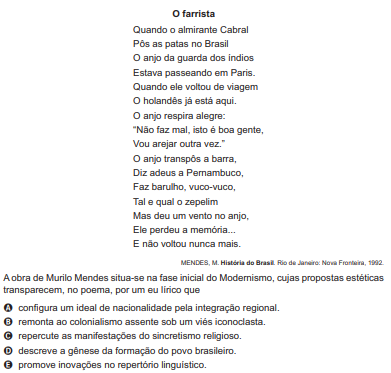 O farrista
Quando o almirante Cabral
Pôs as patas no Brasil
O anjo da guarda dos índios
Estava passeando em Paris.
Quando ele voltou de viagem
O holandês já está aqui.
O anjo respira alegre:
“Não faz mal, isto é boa gente,
Vou arejar outra vez.”
O anjo transpôs a barra,
Diz adeus a Pernambuco,
Faz barulho, vuco-vuco,
Tal e qual o zepelim
Mas deu um vento no anjo,
Ele perdeu a memória...
E não voltou nunca mais.
MENDES, M. História do Brasil. Rio de Janeiro: Nova Fronteira, 1992.
A obra de Murilo Mendes situa-se na fase inicial do Modernismo, cujas propostas estéticas
transparecem, no poema, por um eu lírico que
A configura um ideal de nacionalidade pela integração regional.
B remonta ao colonialismo assente sob um viés iconoclasta.
C repercute as manifestações do sincretismo religioso.
D descreve a gênese da formação do povo brasileiro.
E promove inovações no repertório linguístico.